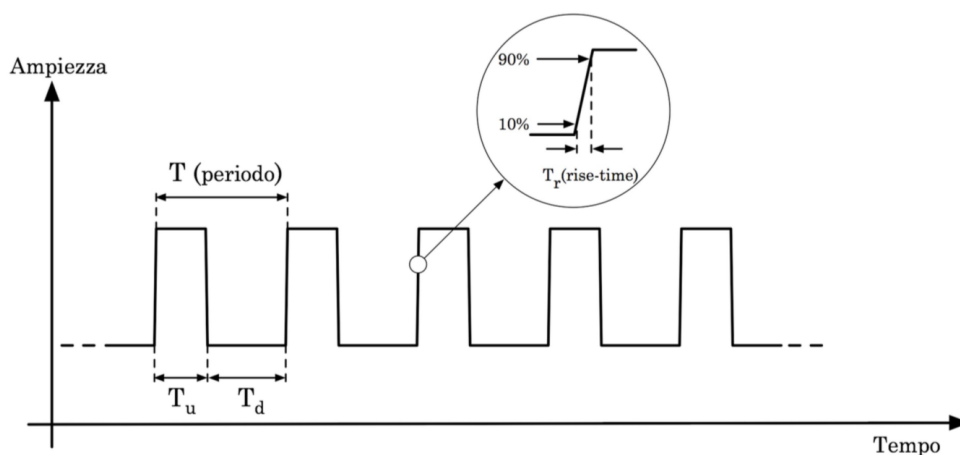 Ampiezza
90%
10%
Tr(rise-time)
T (periodo)
Tu
Td
Tempo